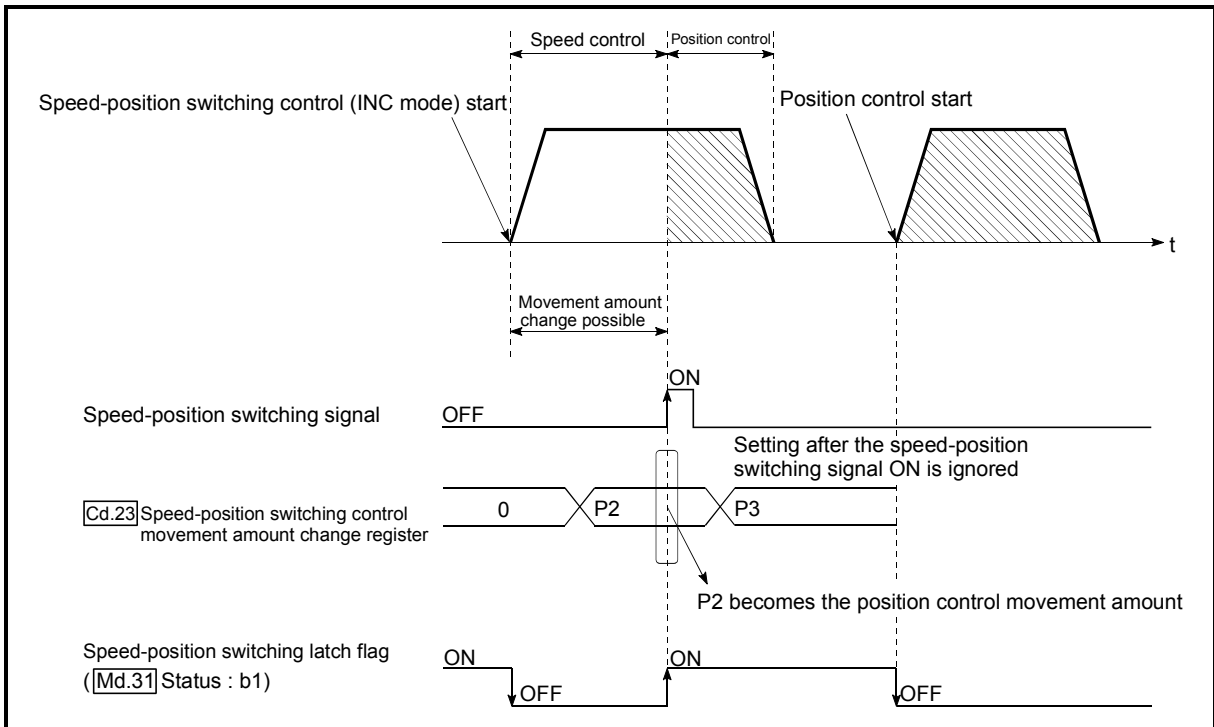 Speed control
Position control
Speed-position switching control (INC mode) start
Position control start
t
Movement amount
change possible
ON
Speed-position switching signal
OFF
Setting after the speed-position
switching signal ON is ignored
Cd.23 Speed-position switching control
movement amount change register
0
P2
P3
P2 becomes the position control movement amount
Speed-position switching latch flag
( Md.31 Status : b1)
ON
OFF
ON
OFF